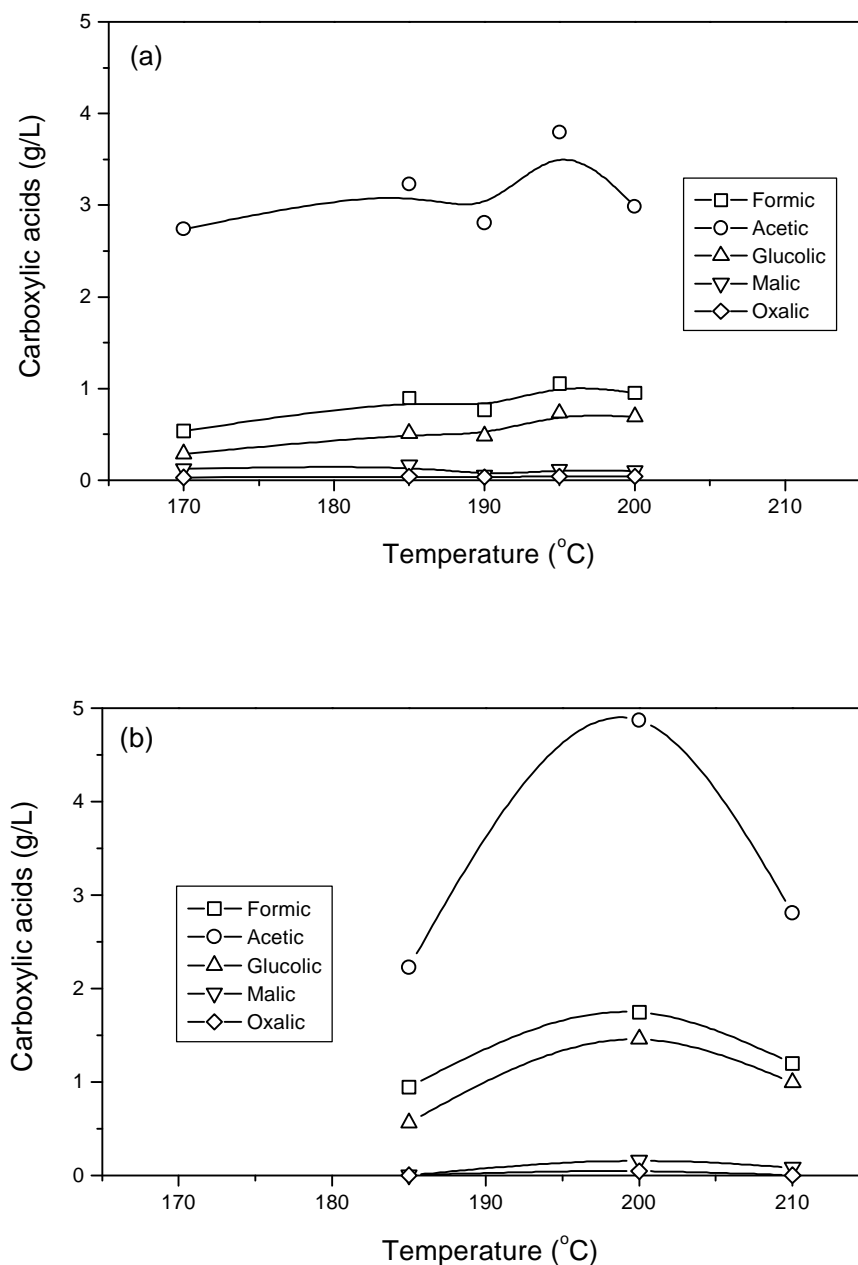 (a)
5
4
3
2
1
0
Carboxylic acids (g/L)
Formic
Acetic
Glucolic
Malic
Oxalic
170 180 190 200 210
Temperature (°C)
(b)
5
4
3
2
1
0
Carboxylic acids (g/L)
Formic
Acetic
Glucolic
Malic
Oxalic
170 180 190 200 210
Temperature (°C)